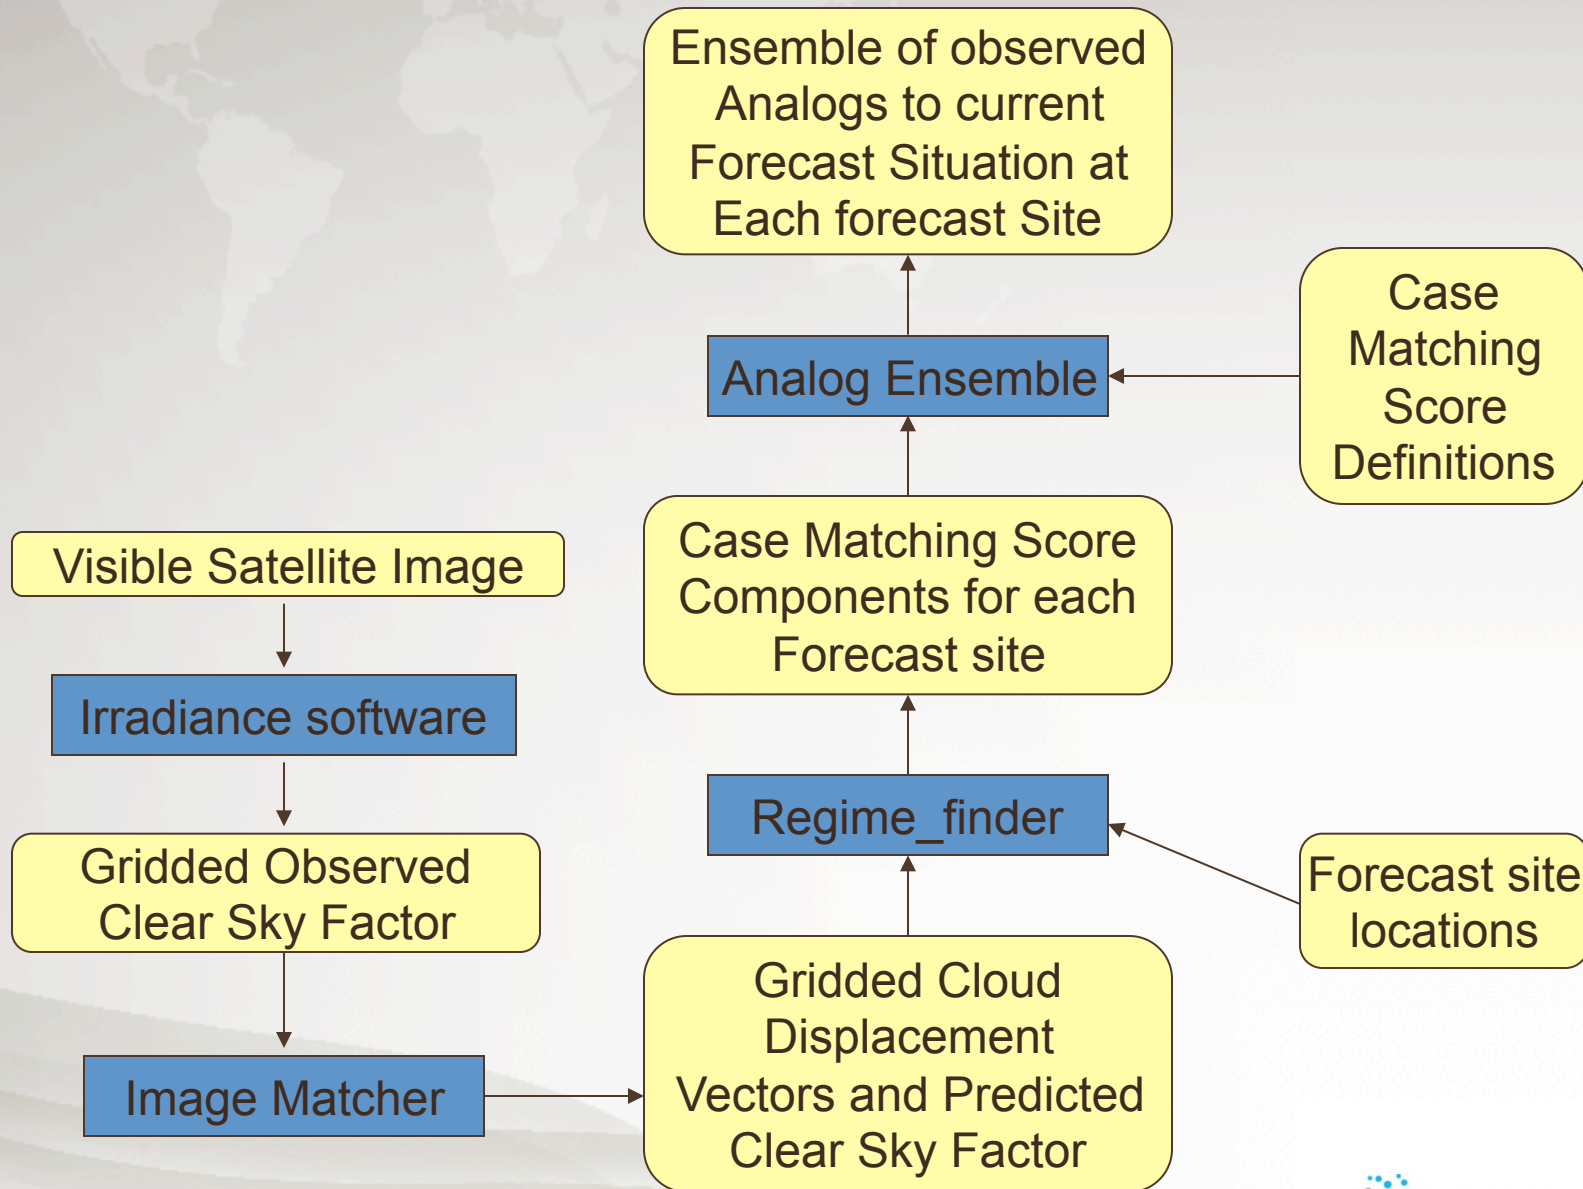 Ensemble of observed
Analogs to current
Forecast Situation at
Each forecast Site
Case
Matching
Score
Definitions
Analog Ensemble
Case Matching Score
Components for each
Forecast site
Visible Satellite Image
Irradiance software
Regime_finder
Gridded Observed
Clear Sky Factor
Forecast site
locations
Gridded Cloud
Displacement
Vectors and Predicted
Clear Sky Factor
Image Matcher